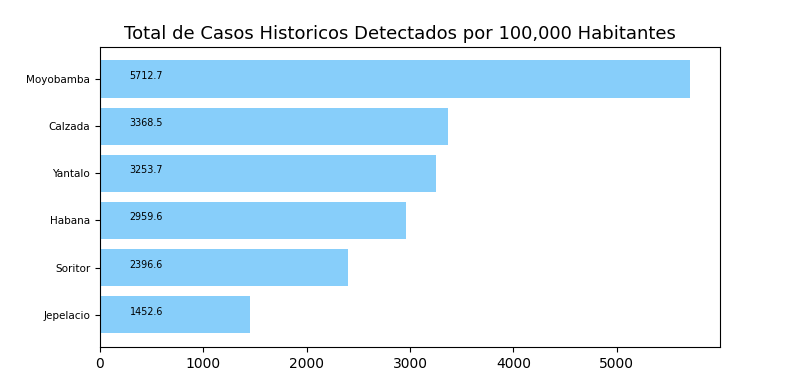 Total de Casos Historicos Detectados por 100,000 Habitantes
Moyobamba 5712.7
Calzada 3368.5
Yantalo 3253.7
Habana 2959.6
Soritor 2396.6
Jepelacio 1452.6
0 1000 2000 3000 4000 5000